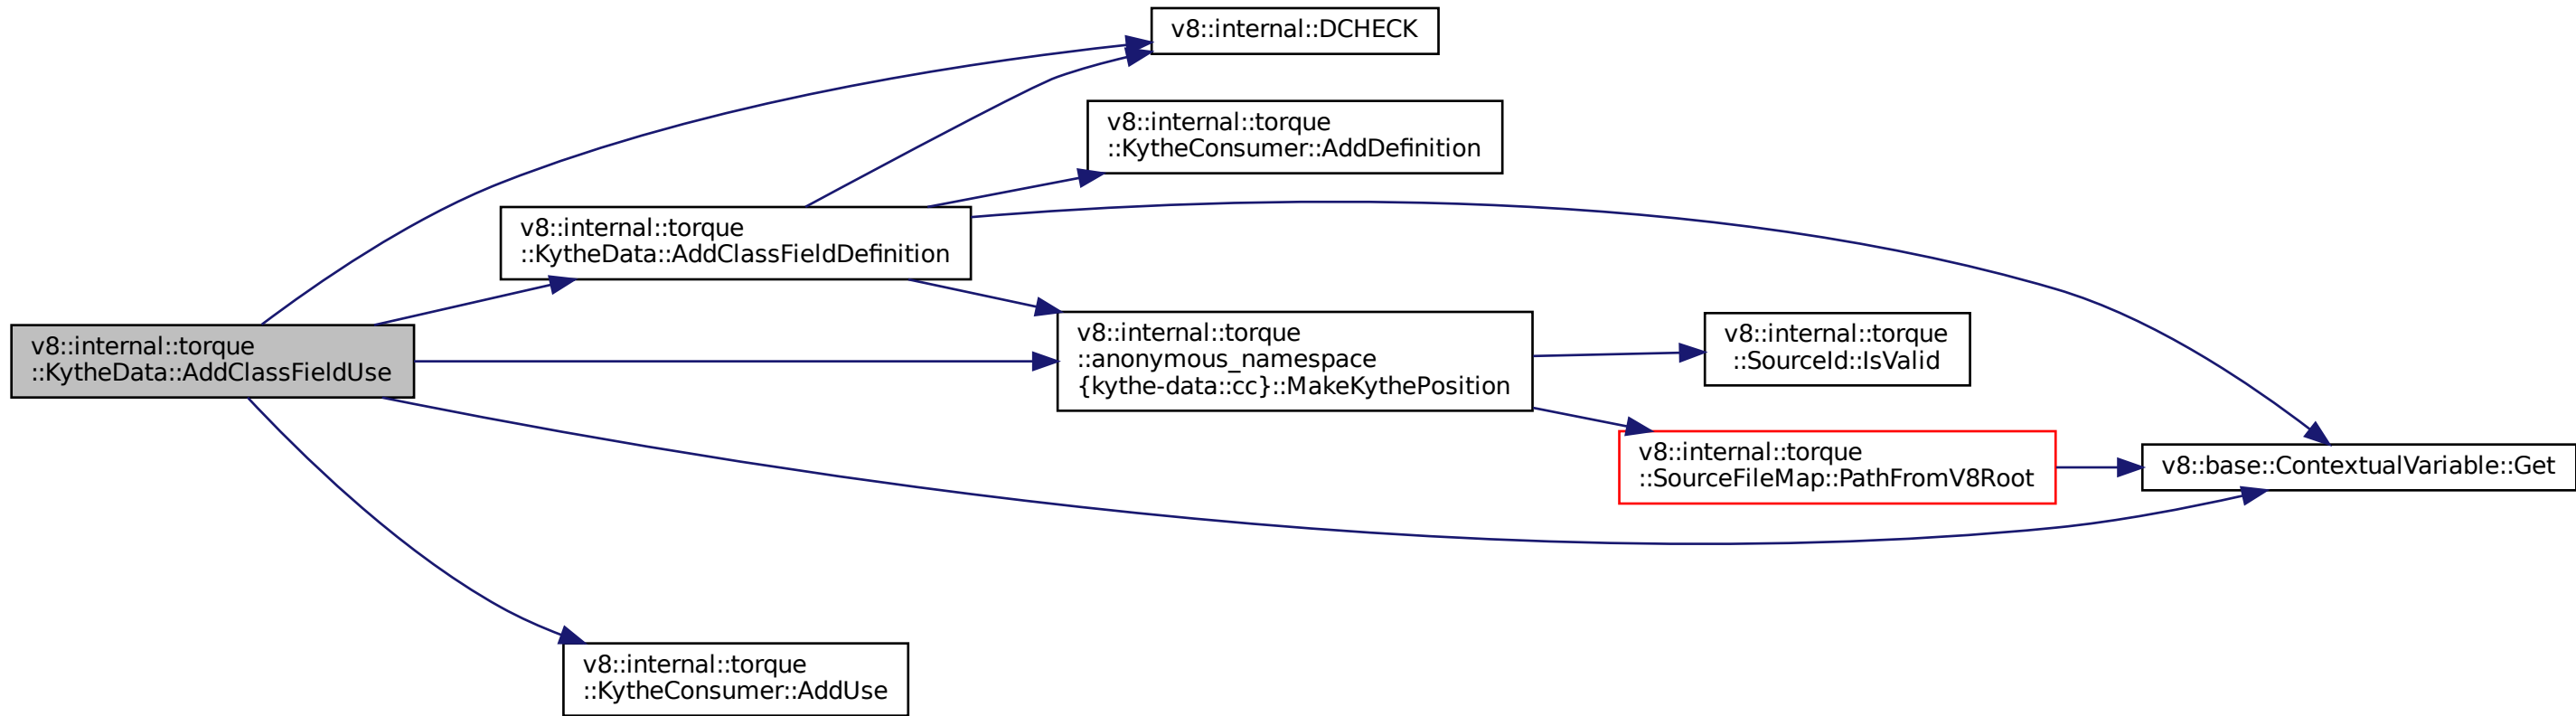 v8::internal::DCHECK
v8::internal::torque
::KytheConsumer::AddDefinition
v8::internal::torque
::KytheData::AddClassFieldDefinition
v8::internal::torque
::KytheData::AddClassFieldUse
v8::internal::torque
::anonymous_namespace
{kythe-data::cc}::MakeKythePosition
v8::internal::torque
::SourceId::IsValid
v8::internal::torque
::SourceFileMap::PathFromV8Root
v8::base::ContextualVariable::Get
v8::internal::torque
::KytheConsumer::AddUse